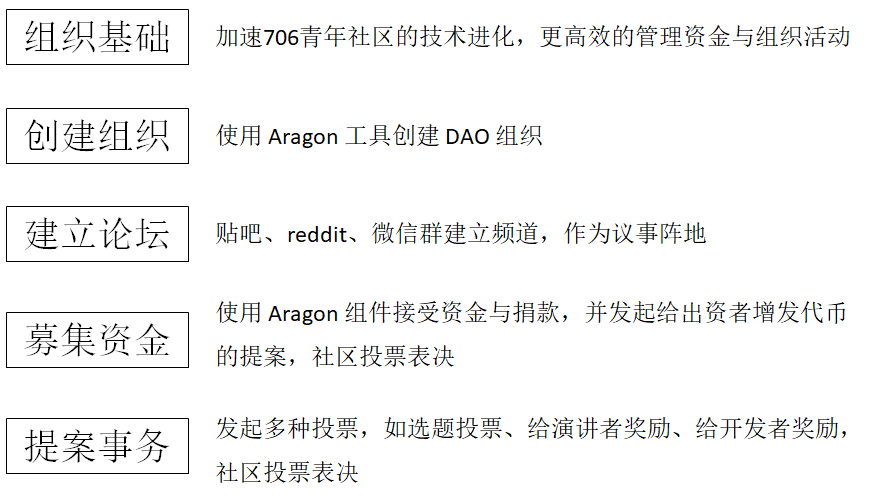 组织基础
加速706青年社区的技术进化，更高效的管理资金与组织活动
创建组织
使用 Aragon 工具创建 DAO 组织
建立论坛
贴吧、reddit、微信群建立频道，作为议事阵地
募集资金
使用 Aragon 组件接受资金与捐款，并发起给出资者增发代币
的提案，社区投票表决
提案事务
发起多种投票，如选题投票、给演讲者奖励、给开发者奖励，
社区投票表决